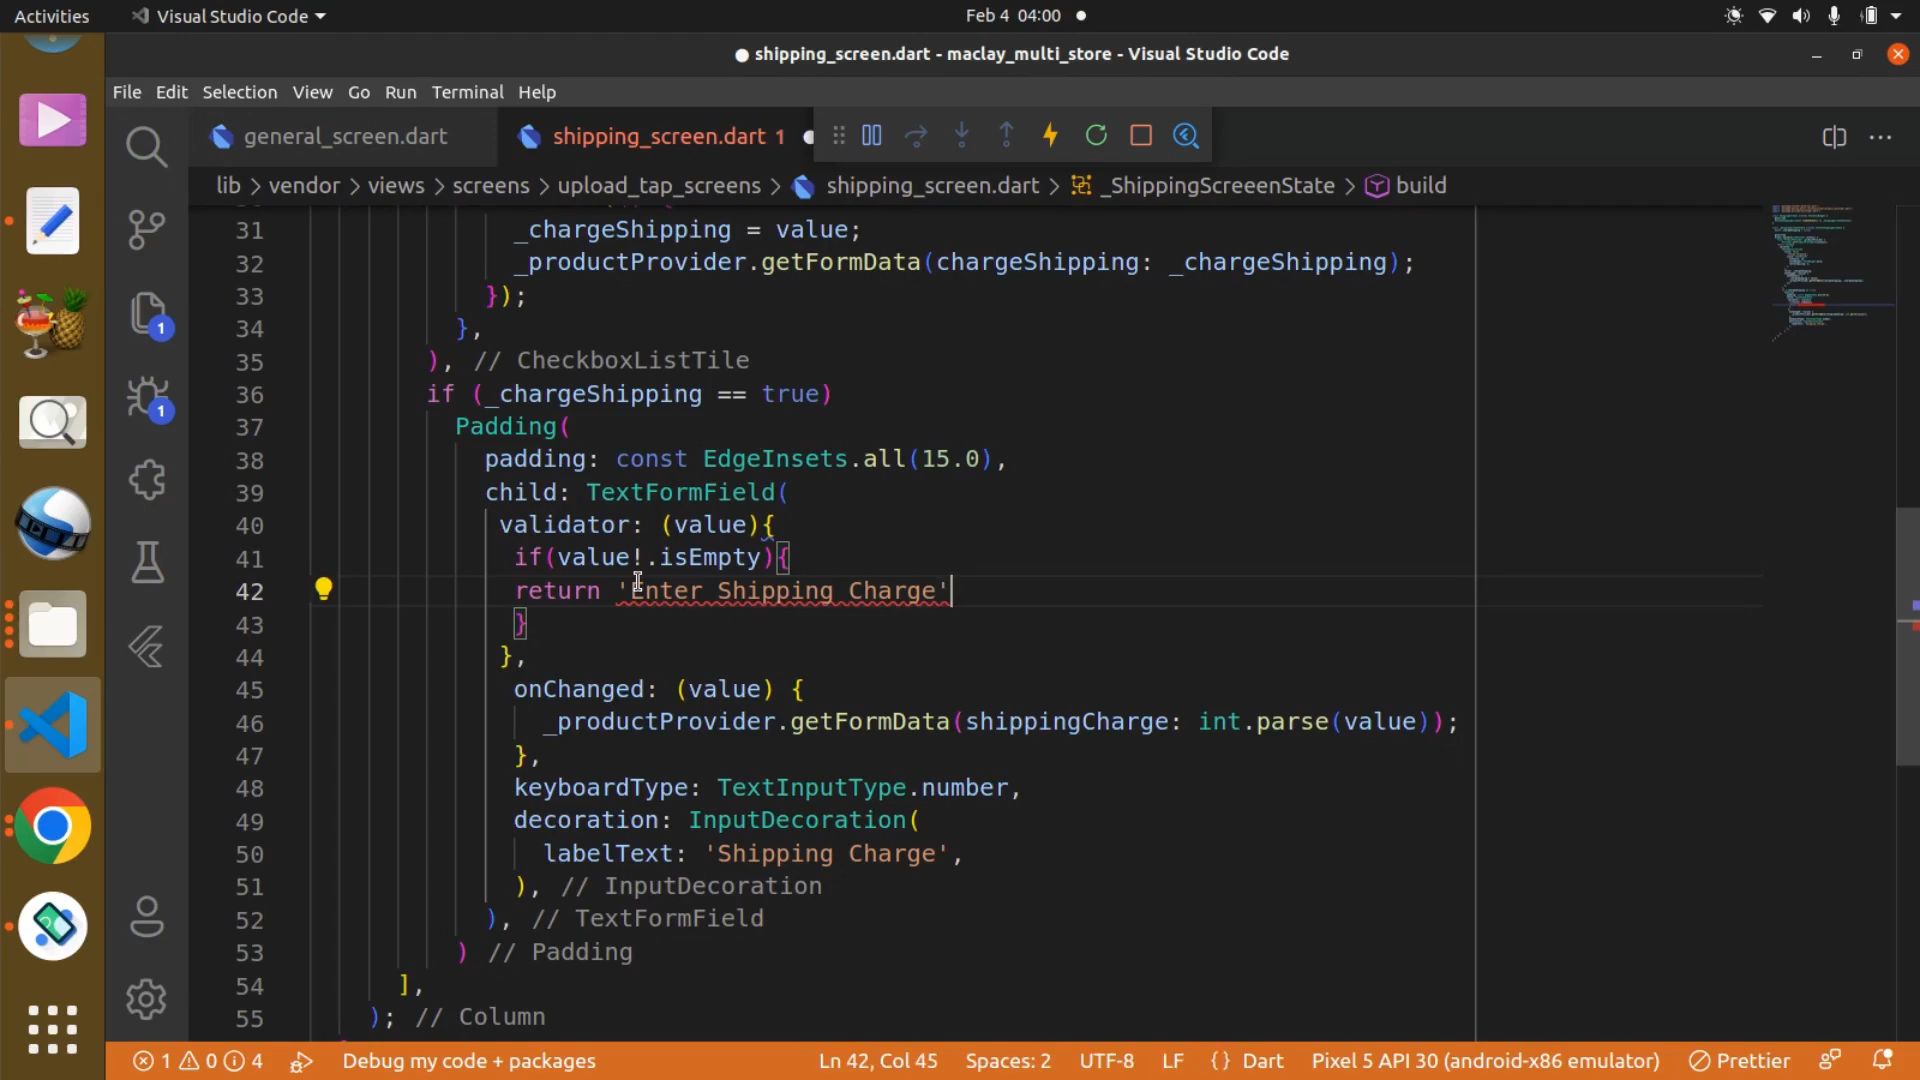 Activities
Visual Studio Code
Feb 4 04:00
shipping_screen.dart - maclay_multi_store - Visual Studio Code
File Edit Selection View Go Run Terminal Help
general_screen.dart
shipping_screen.dart 1
lib > vendor > views > screens > upload_tap_screens > shipping_screen.dart > _ShippingScreeenState > build
31 _chargeShipping = value;
32 _productProvider.getFormData(chargeShipping: _chargeShipping);
33 });
34 },
35 ), // CheckboxListTile
36 if (_chargeShipping == true)
37 Padding(
38 padding: const EdgeInsets.all(15.0),
39 child: TextFormField(
40 validator: (value){
41 if(value!.isEmpty){
42 return 'Enter Shipping Charge'
43 }
44 },
45 onChanged: (value) {
46 _productProvider.getFormData(shippingCharge: int.parse(value));
47 },
48 keyboardType: TextInputType.number,
49 decoration: InputDecoration(
50 labelText: 'Shipping Charge',
51 ), // InputDecoration
52 ), // TextFormField
53 ) // Padding
54 ],
55 ); // Column
1
1
1 0 4 Debug my code + packages Ln 42, Col 45 Spaces: 2 UTF-8 LF {} Dart Pixel 5 API 30 (android-x86 emulator) Prettier